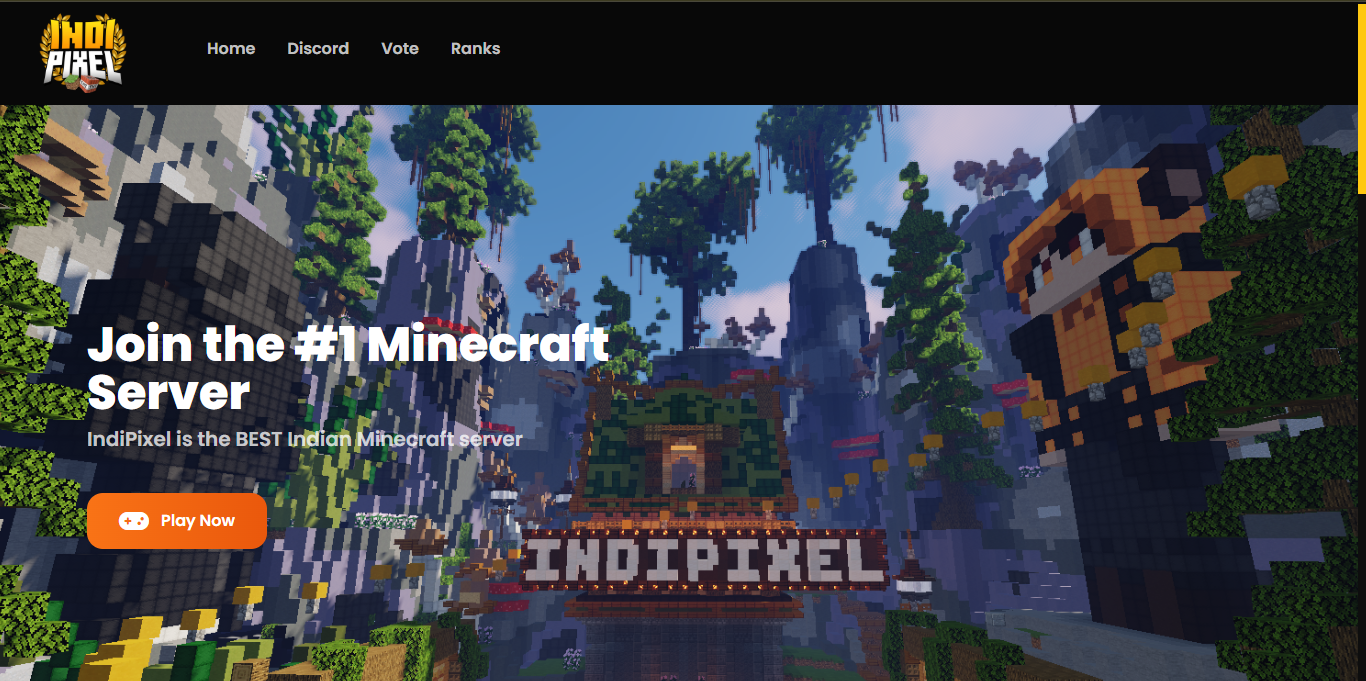 INDI
PIXEL
Home Discord Vote Ranks
Join the #1 Minecraft
Server
IndiPixel is the BEST Indian Minecraft server
Play Now
INDIPIXEL